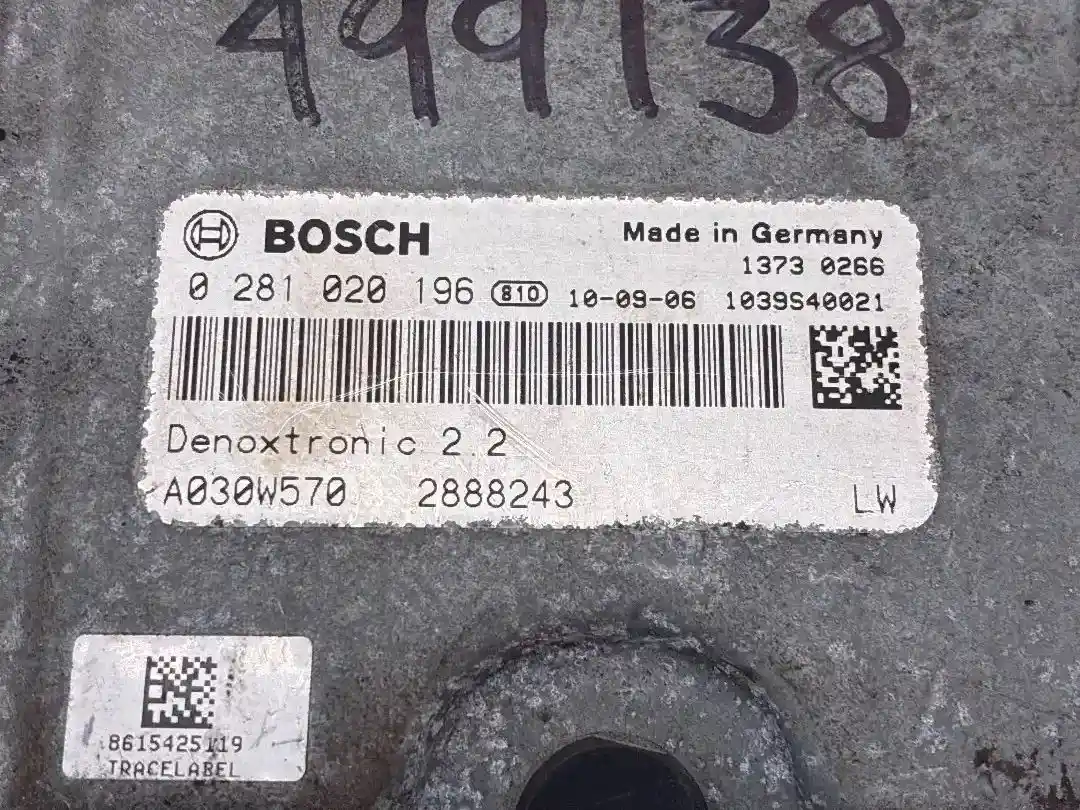 499138
BOSCH Made in Germany
1373 0266
0 281 020 196 810 10-09-06 1039S40021
Denoxtronic 2.2
A030W570 2888243 LW
8615425119
TRACELABEL